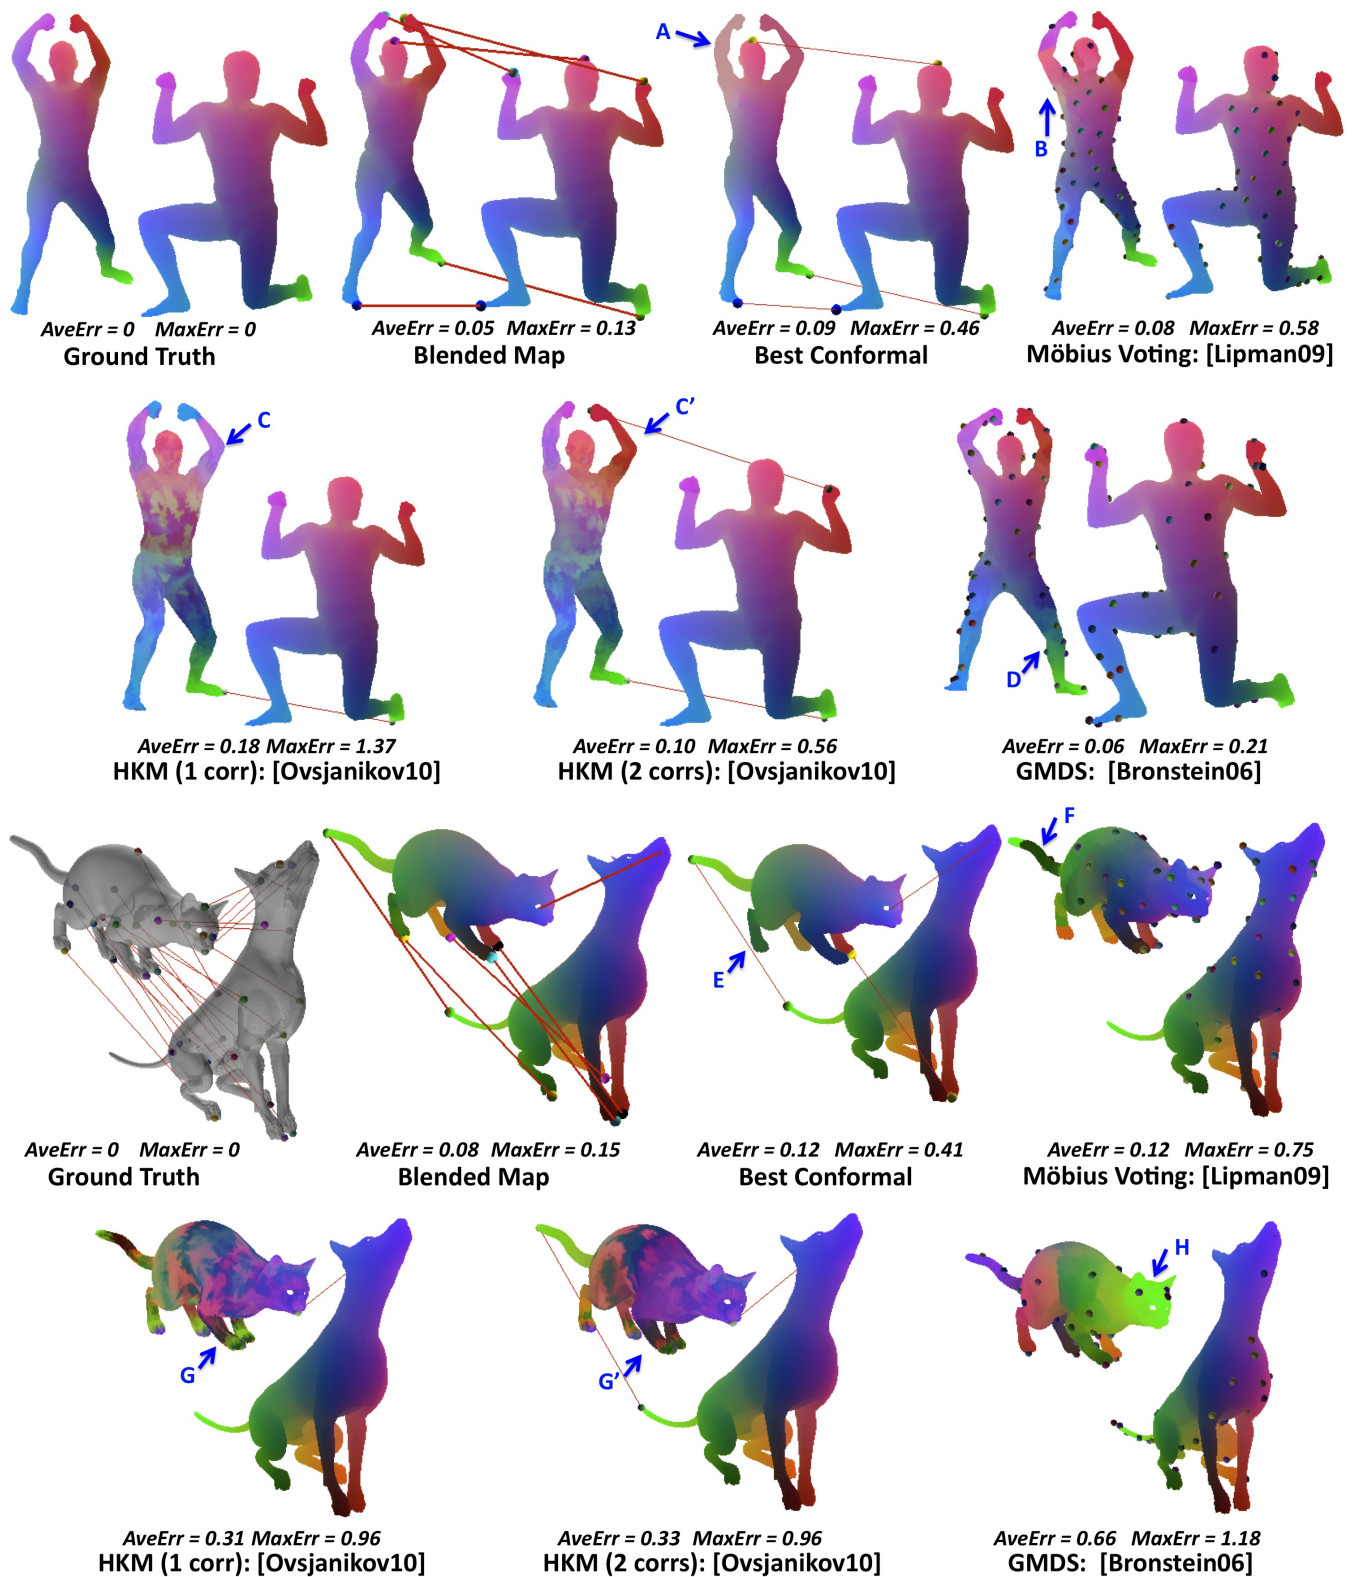 A
B
AveErr = 0 MaxErr = 0
Ground Truth
AveErr = 0.05 MaxErr = 0.13
Blended Map
AveErr = 0.09 MaxErr = 0.46
Best Conformal
AveErr = 0.08 MaxErr = 0.58
Möbius Voting: [Lipman09]
C
C’
D
AveErr = 0.18 MaxErr = 1.37
HKM (1 corr): [Ovsjanikov10]
AveErr = 0.10 MaxErr = 0.56
HKM (2 corrs): [Ovsjanikov10]
AveErr = 0.06 MaxErr = 0.21
GMDS: [Bronstein06]
F
E
AveErr = 0 MaxErr = 0
Ground Truth
AveErr = 0.08 MaxErr = 0.15
Blended Map
AveErr = 0.12 MaxErr = 0.41
Best Conformal
AveErr = 0.12 MaxErr = 0.75
Möbius Voting: [Lipman09]
G
G’
H
AveErr = 0.31 MaxErr = 0.96
HKM (1 corr): [Ovsjanikov10]
AveErr = 0.33 MaxErr = 0.96
HKM (2 corrs): [Ovsjanikov10]
AveErr = 0.66 MaxErr = 1.18
GMDS: [Bronstein06]